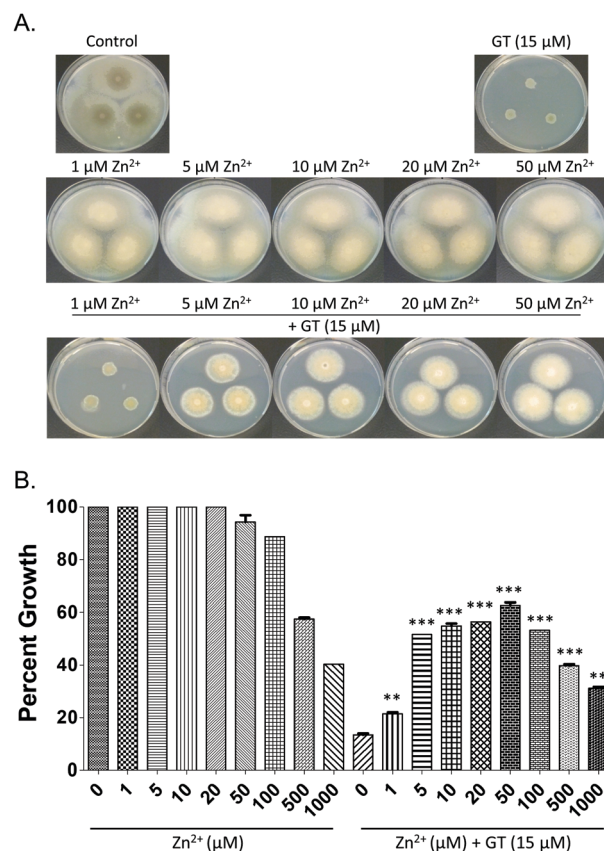 A.
Control GT (15 μM)
1 μM Zn²⁺ 5 μM Zn²⁺ 10 μM Zn²⁺ 20 μM Zn²⁺ 50 μM Zn²⁺
1 μM Zn²⁺ 5 μM Zn²⁺ 10 μM Zn²⁺ 20 μM Zn²⁺ 50 μM Zn²⁺
+ GT (15 μM)
B.
Percent Growth
100
80
60
40
20
0
** *** *** *** *** *** *** **
0 1 5 10 20 50 100 500 1000 0 1 5 10 20 50 100 500 1000
Zn²⁺ (μM) Zn²⁺ (μM) + GT (15 μM)